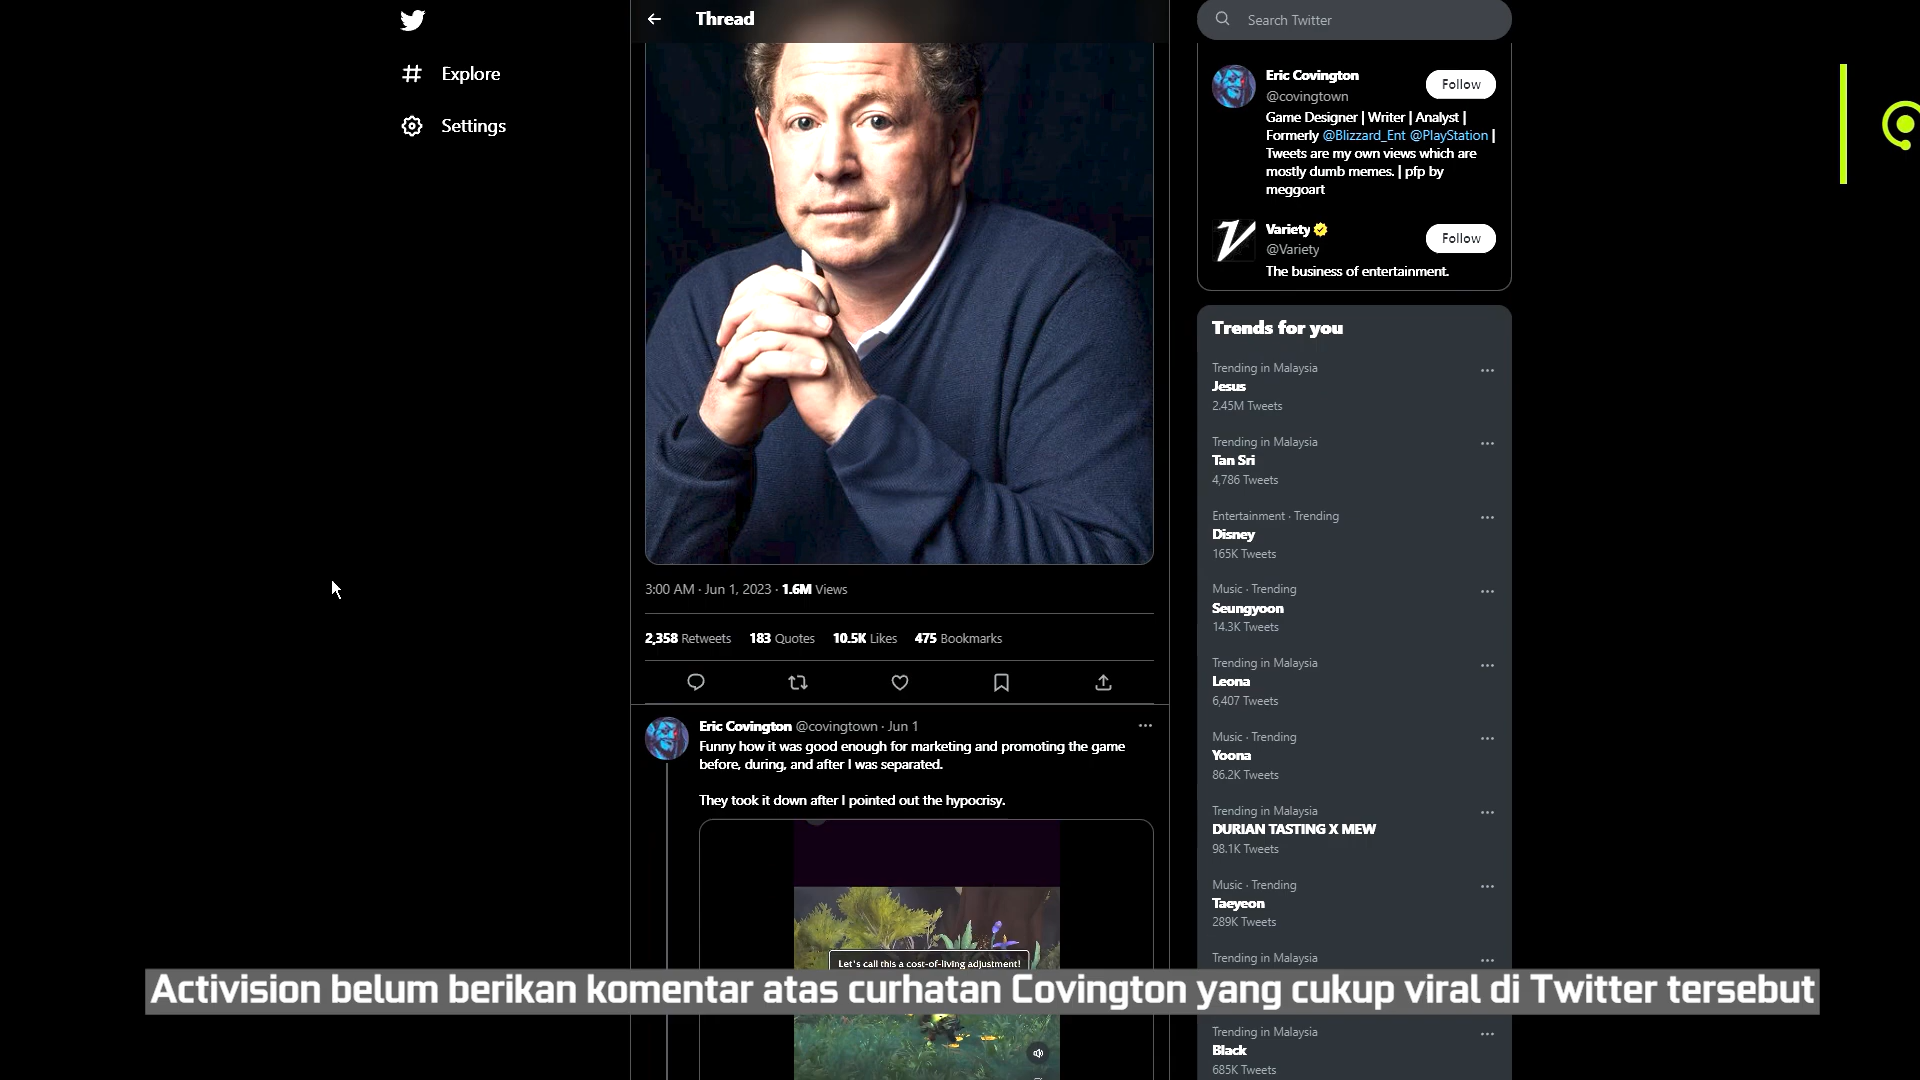 Thread
Explore
Settings
3:00 AM · Jun 1, 2023 · 1.6M Views
2,358 Retweets 183 Quotes 10.5K Likes 475 Bookmarks
Eric Covington @covingtown · Jun 1
Funny how it was good enough for marketing and promoting the game
before, during, and after I was separated.
They took it down after I pointed out the hypocrisy.
Let's call this a cost-of-living adjustment!
Search Twitter
Eric Covington
@covingtown
Follow
Game Designer | Writer | Analyst |
Formerly @Blizzard_Ent @PlayStation |
Tweets are my own views which are
mostly dumb memes. | pfp by
meggoart
Variety
@Variety
Follow
The business of entertainment.
Trends for you
Trending in Malaysia
Jesus
2.45M Tweets
Trending in Malaysia
Tan Sri
4,786 Tweets
Entertainment · Trending
Disney
165K Tweets
Music · Trending
Seungyoon
14.3K Tweets
Trending in Malaysia
Leona
6,407 Tweets
Music · Trending
Yoona
86.2K Tweets
Trending in Malaysia
DURIAN TASTING X MEW
98.1K Tweets
Music · Trending
Taeyeon
289K Tweets
Trending in Malaysia
Trending in Malaysia
Black
685K Tweets
Activision belum berikan komentar atas curhatan Covington yang cukup viral di Twitter tersebut